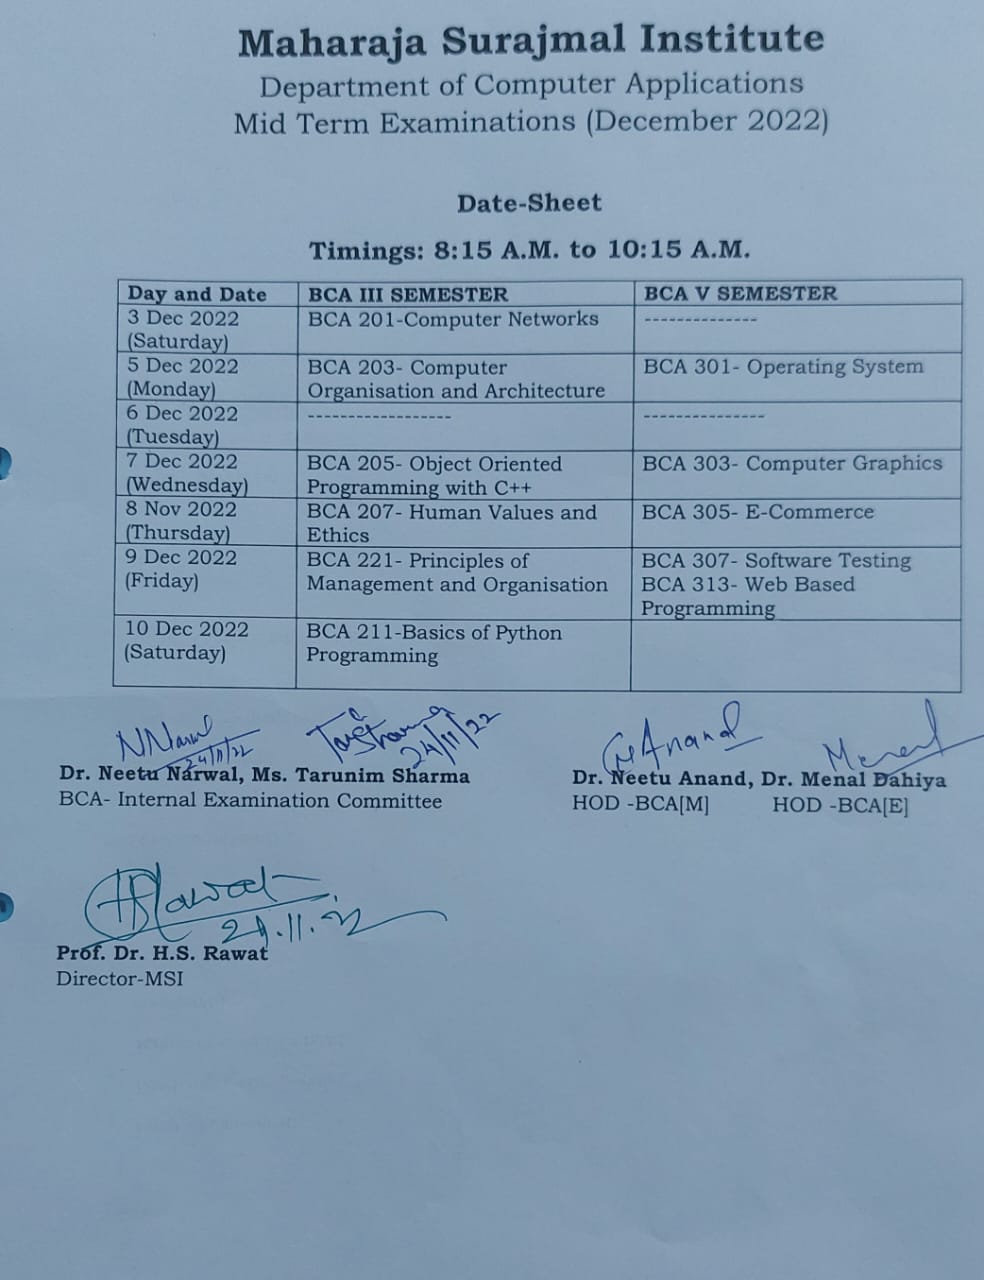 Maharaja Surajmal Institute
Department of Computer Applications
Mid Term Examinations (December 2022)
Date-Sheet
Timings: 8:15 A.M. to 10:15 A.M.
Day and Date BCA III SEMESTER BCA V SEMESTER
3 Dec 2022 BCA 201-Computer Networks --------------
(Saturday)
5 Dec 2022 BCA 203- Computer BCA 301- Operating System
(Monday) Organisation and Architecture
6 Dec 2022 ------------------ ---------------
(Tuesday)
7 Dec 2022 BCA 205- Object Oriented BCA 303- Computer Graphics
(Wednesday) Programming with C++
8 Nov 2022 BCA 207- Human Values and BCA 305- E-Commerce
(Thursday) Ethics
9 Dec 2022 BCA 221- Principles of BCA 307- Software Testing
(Friday) Management and Organisation BCA 313- Web Based
Programming
10 Dec 2022 BCA 211-Basics of Python
(Saturday) Programming
NNarwal Anand Menal
24/11/22 24/11/22
Dr. Neetu Narwal, Ms. Tarunim Sharma Dr. Neetu Anand, Dr. Menal Dahiya
BCA- Internal Examination Committee HOD -BCA[M] HOD -BCA[E]
HSRawat
Prof. Dr. H.S. Rawat
Director-MSI